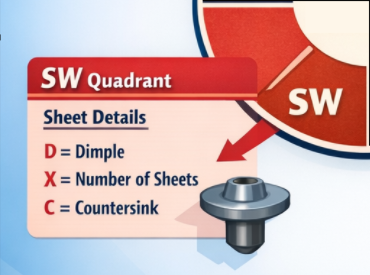 SW Quadrant
SW
Sheet Details
D = Dimple
X = Number of Sheets
C = Countersink